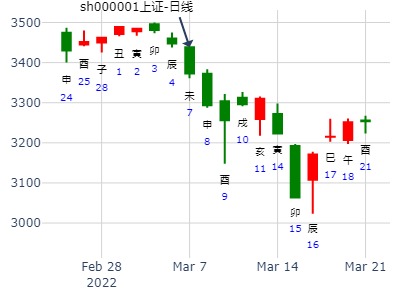 sh000001上证-日线
3500
3400
3300
3200
3100
3000
申
24
酉
25
子
28
丑
1
寅
2
卯
3
辰
4
未
7
申
8
酉
9
戌
10
亥
11
寅
14
卯
15
辰
16
巳
17
午
18
酉
21
Feb 28
2022
Mar 7
Mar 14
Mar 21